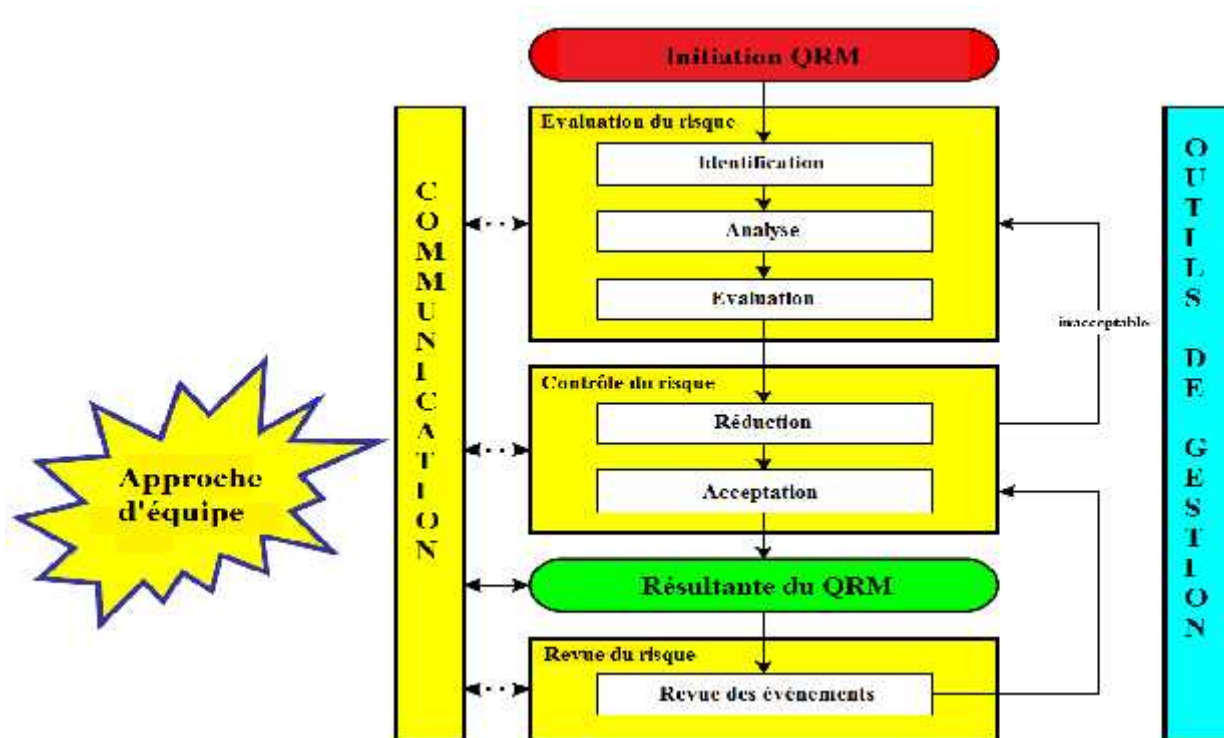 Initiation QRM
Evaluation du risque
Identification
Analyse
Evaluation
inacceptable
Contrôle du risque
Réduction
Acceptation
Résultante du QRM
Revue du risque
Revue des événements
COMMUNICATION
Approche
d'équipe
OUTILS DE GESTION